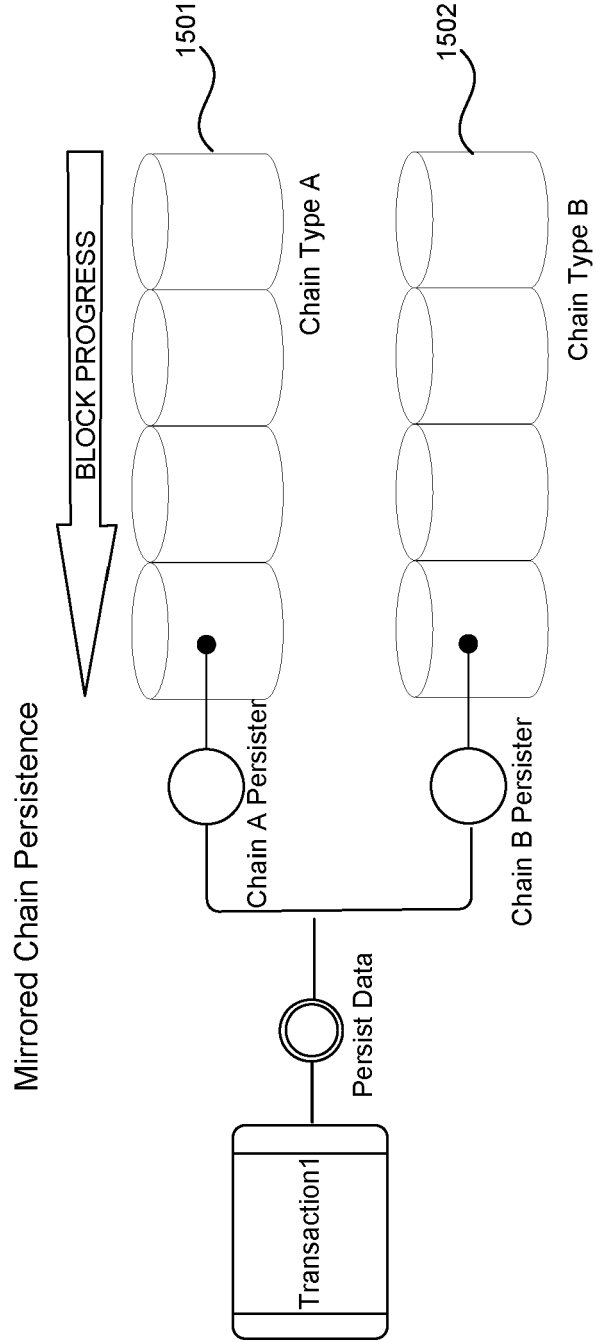 Mirrored Chain Persistence
BLOCK PROGRESS
1501
Chain Type A
Chain A Persister
Transaction1
Persist Data
1502
Chain B Persister
Chain Type B